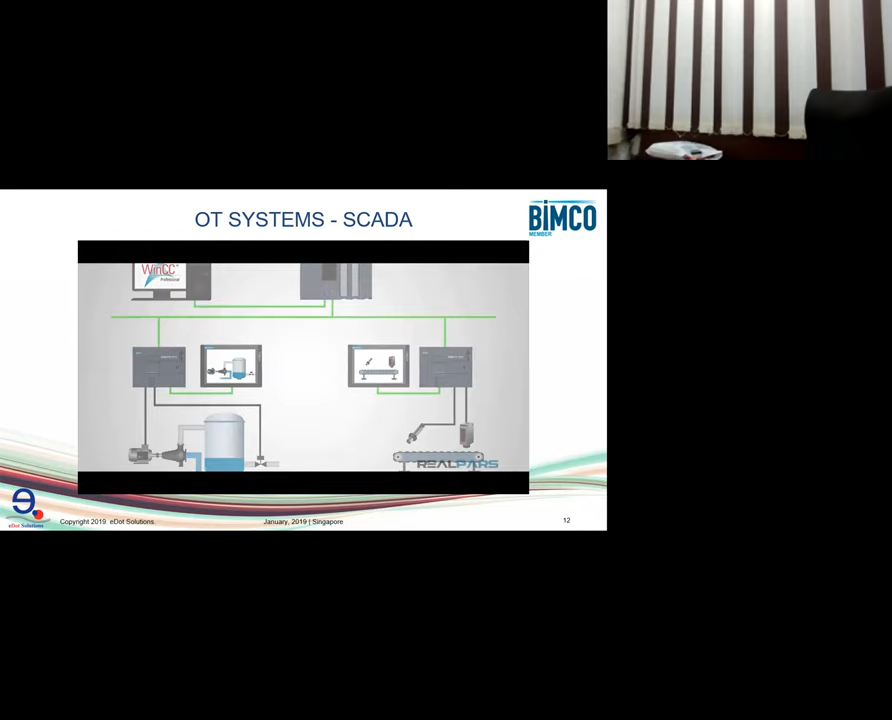 OT SYSTEMS - SCADA
BIMCO
MEMBER
WinCC
Professional
REALPARS
eDot Solutions
Copyright 2019. eDot Solutions.
January, 2019 | Singapore
12